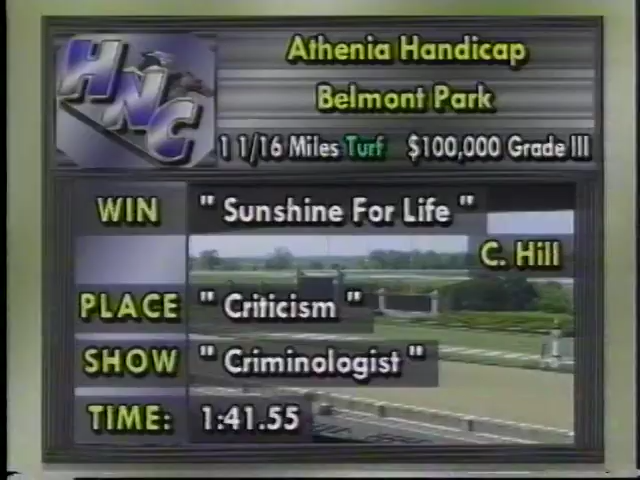 HNC
Athenia Handicap
Belmont Park
1 1/16 Miles Turf $100,000 Grade III
WIN " Sunshine For Life "
C. Hill
PLACE " Criticism "
SHOW " Criminologist "
TIME: 1:41.55